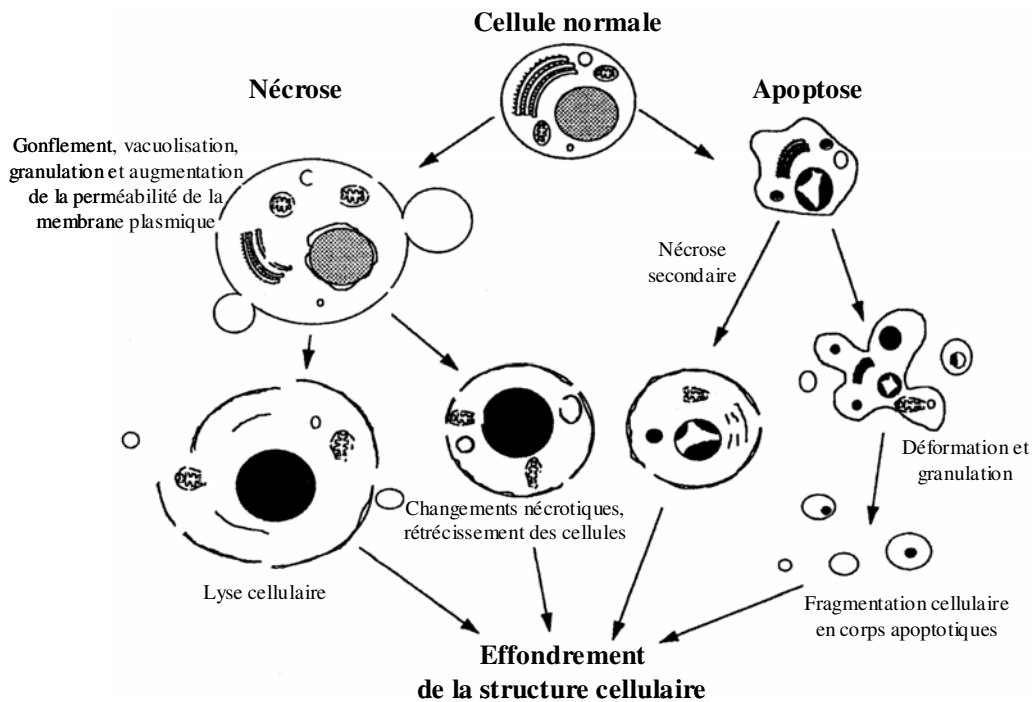 Cellule normale
Nécrose
Apoptose
Gonflement, vacuolisation,
granulation et augmentation
de la perméabilité de la
membrane plasmique
Nécrose
secondaire
Déformation et
granulation
Changements nécrotiques,
rétrécissement des cellules
Lyse cellulaire
Fragmentation cellulaire
en corps apoptotiques
Effondrement
de la structure cellulaire